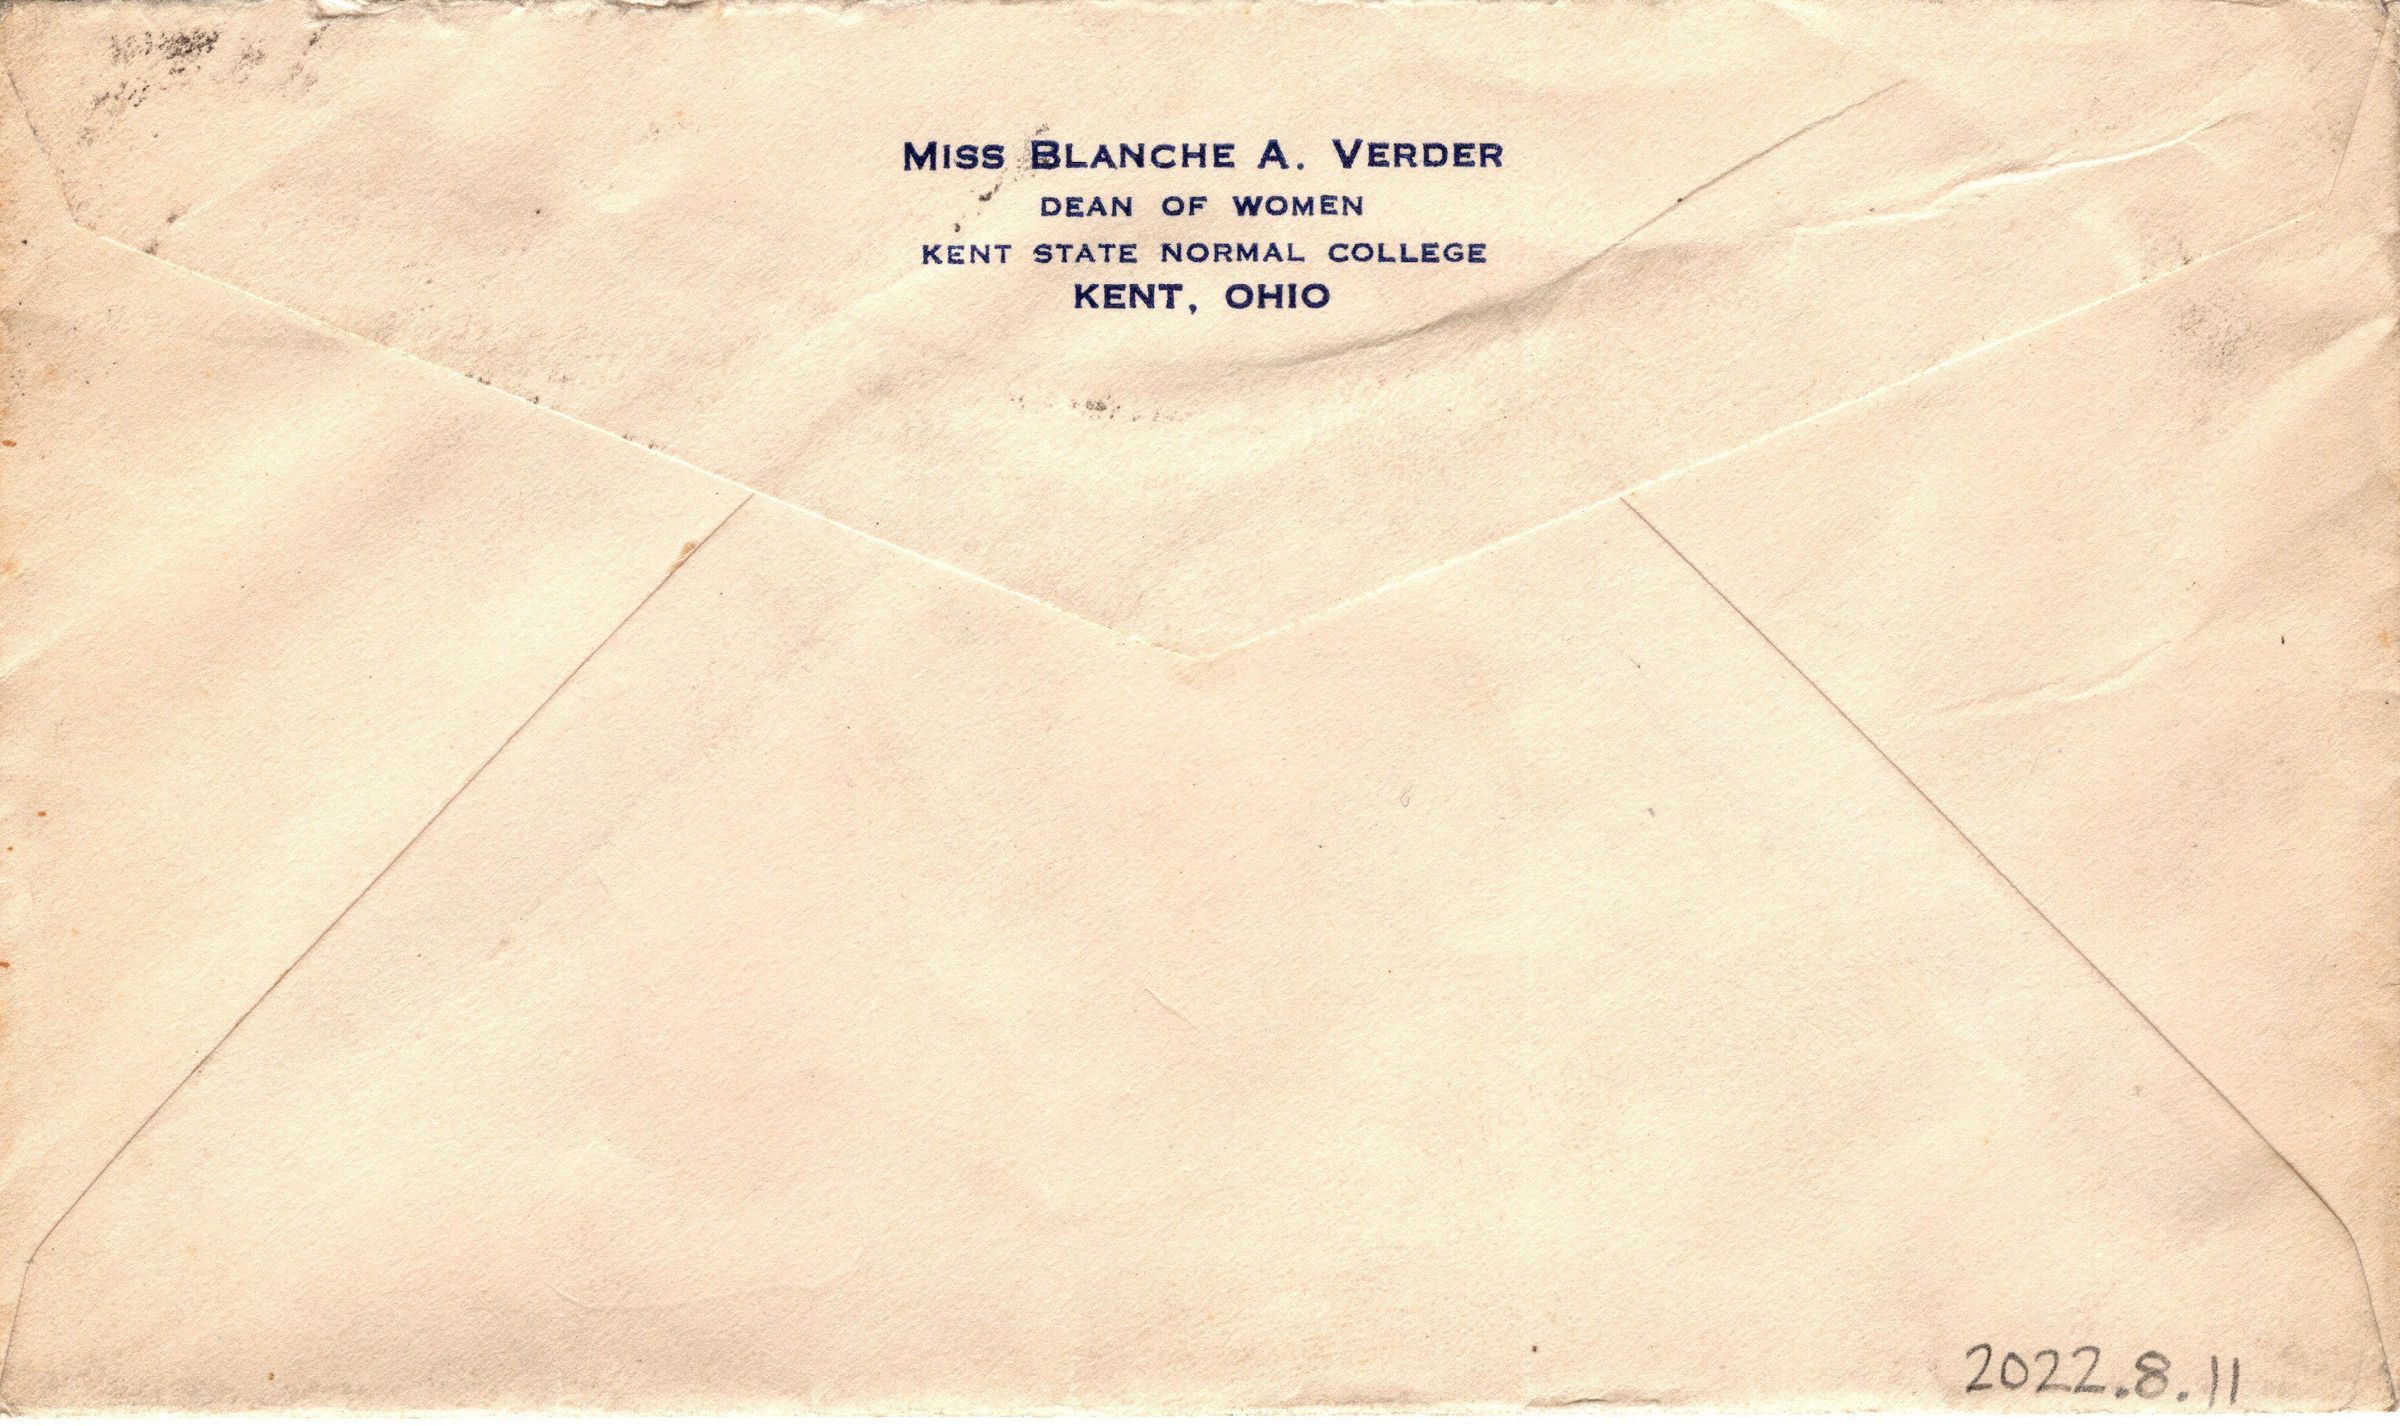 Miss Blanche A. Verder
DEAN OF WOMEN
KENT STATE NORMAL COLLEGE
KENT, OHIO
2022.8.11